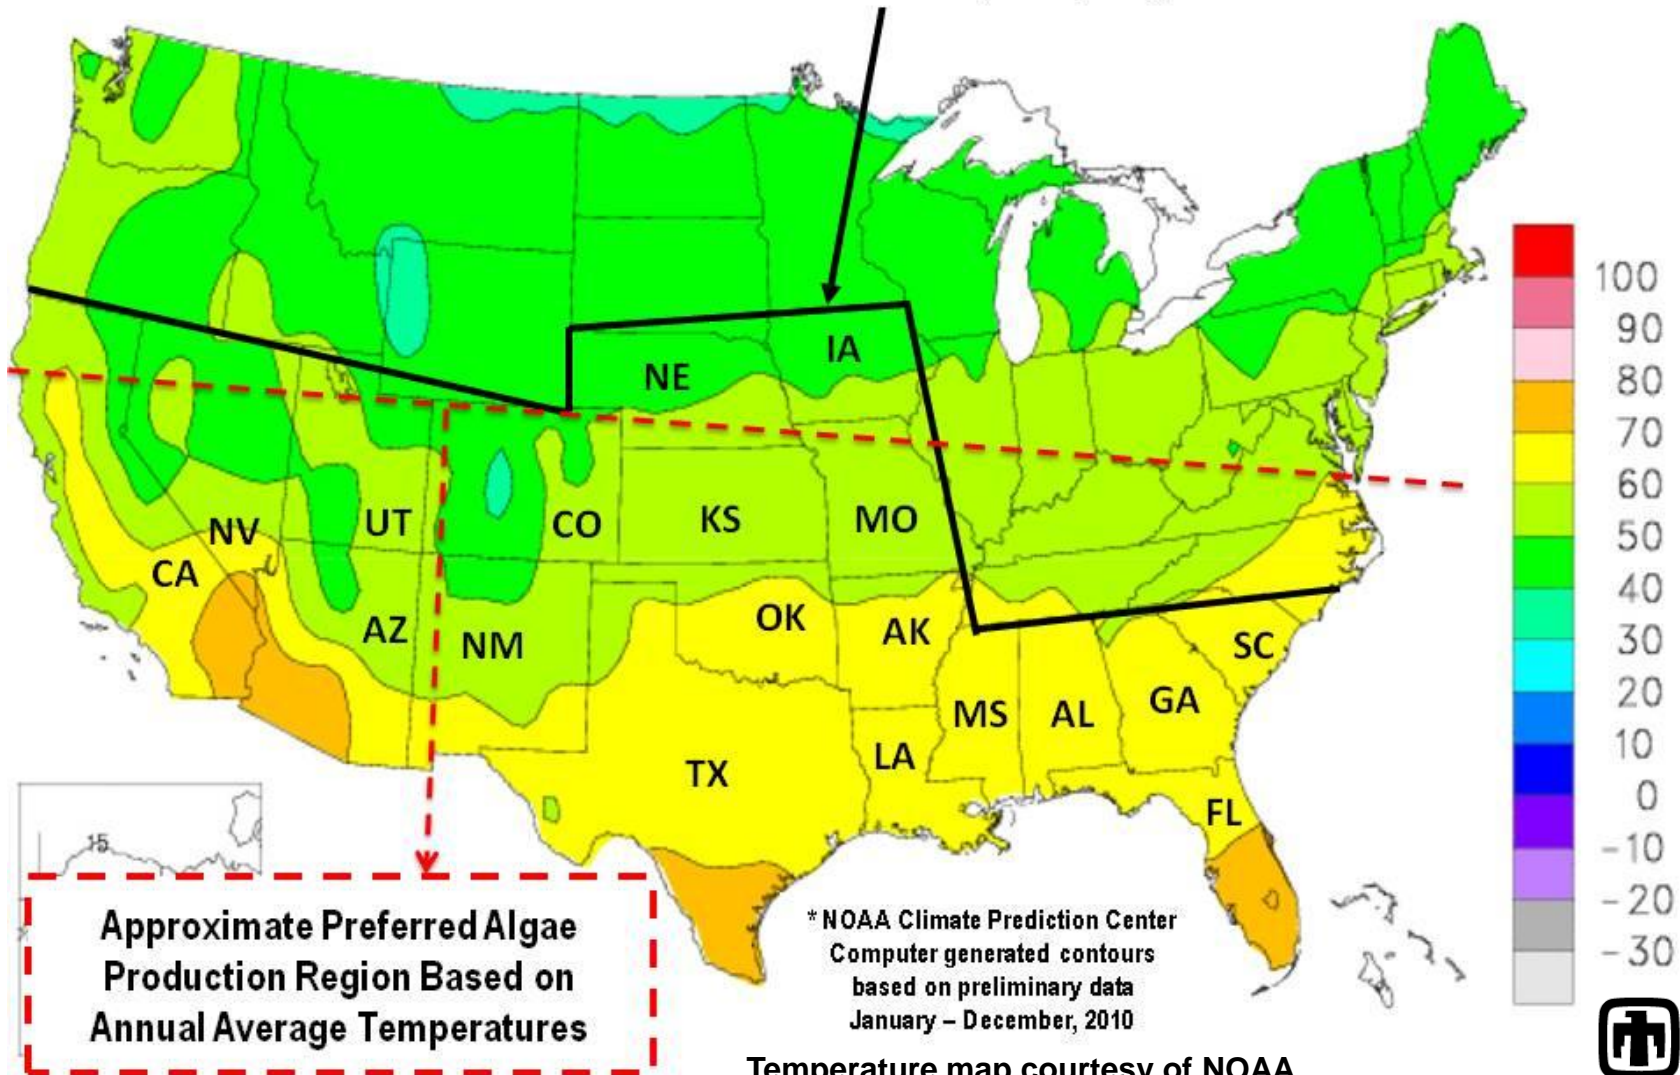 NE
IA
NV
UT
CO
KS
MO
CA
AZ
NM
OK
AK
SC
MS
AL
GA
LA
TX
FL
100
90
80
70
60
50
40
30
20
10
0
-10
-20
-30
15
Approximate Preferred Algae
Production Region Based on
Annual Average Temperatures
* NOAA Climate Prediction Center
Computer generated contours
based on preliminary data
January – December, 2010
Temperature map courtesy of NOAA